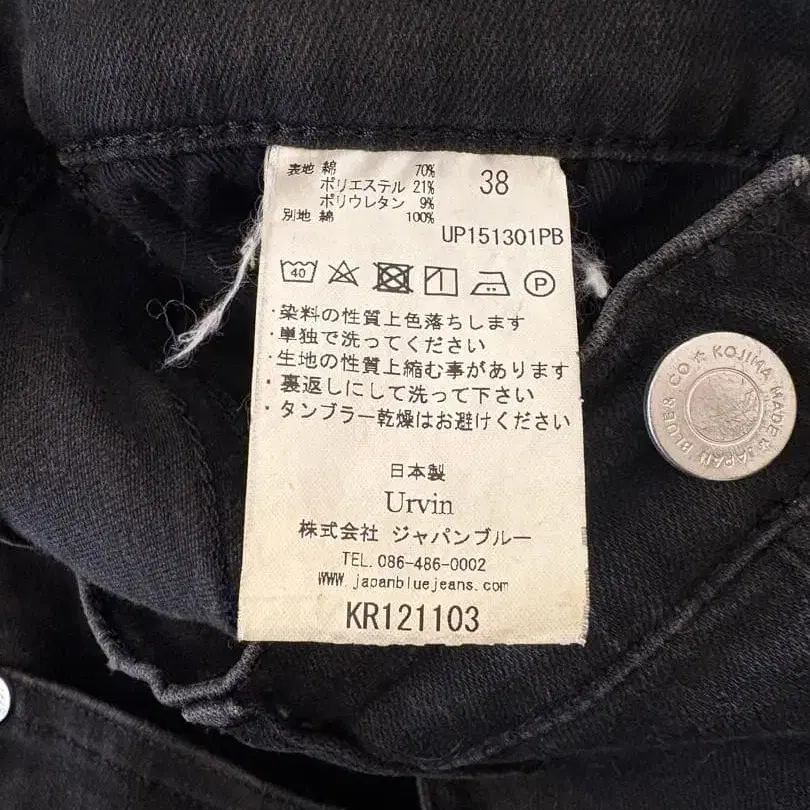 表地 綿 70%
ポリエステル 21%
ポリウレタン 9%
別地 綿 100%
38
UP151301PB
40
P
・染料の性質上色落ちします
・単独で洗ってください
・生地の性質上縮む事があります
・裏返しにして洗って下さい
・タンブラー乾燥はお避けください
日本製
Urvin
株式会社 ジャパンブルー
TEL. 086-486-0002
WWW. japanbluejeans. com
KR121103
BLUE& CO ☆ KOJIMA MADE JAPAN